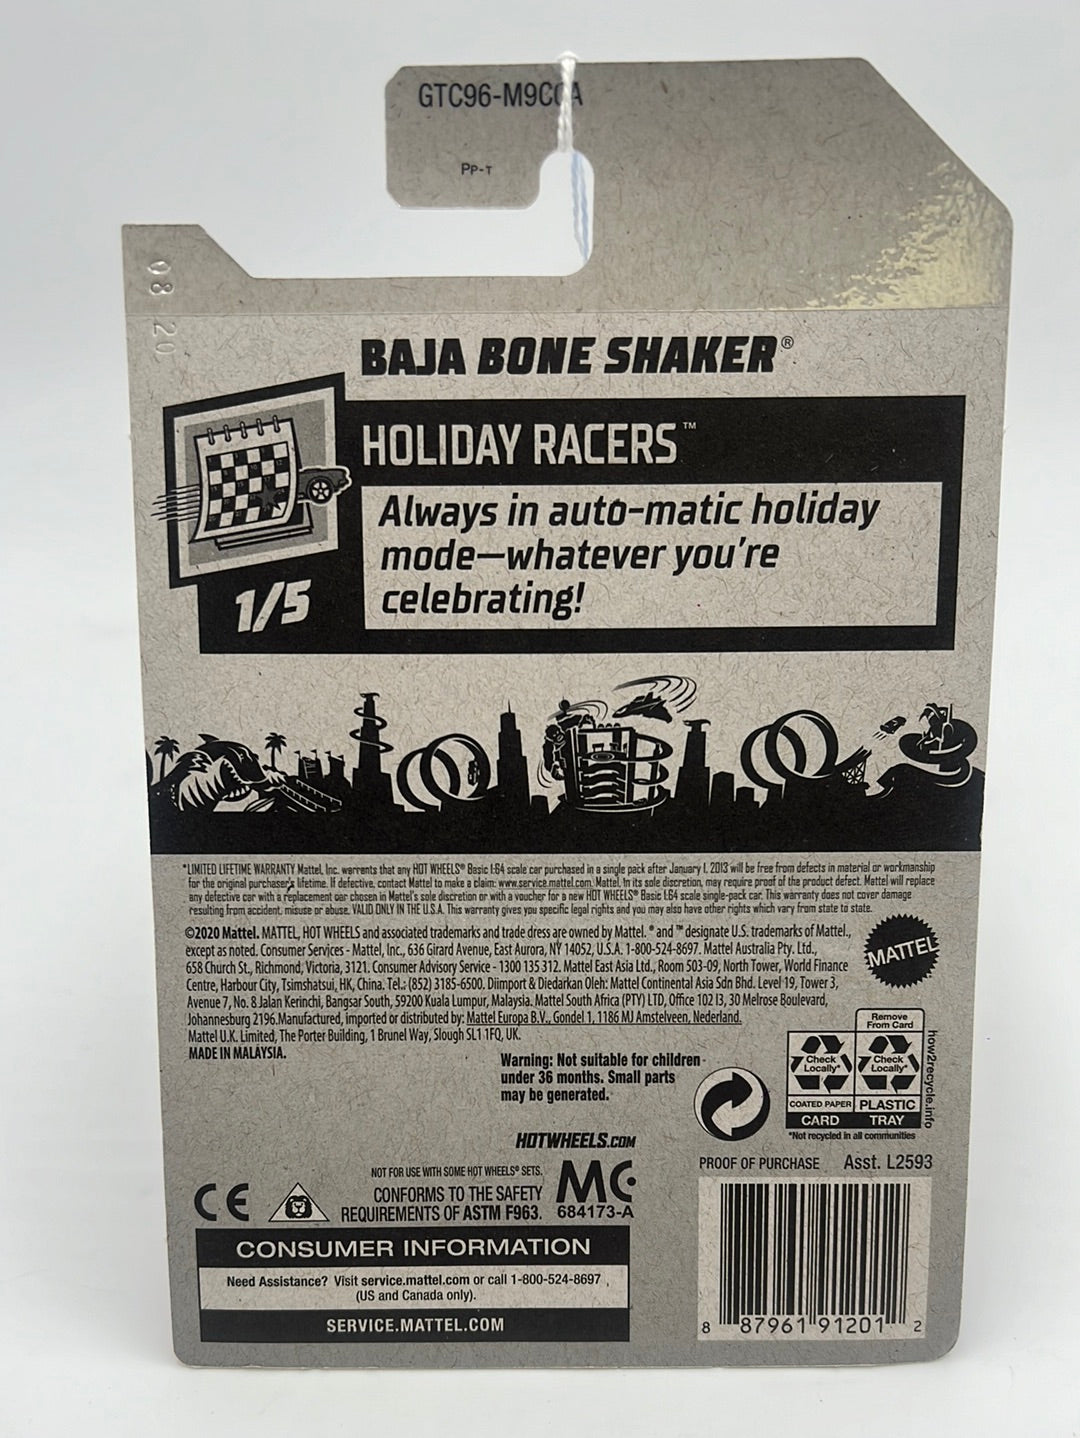 GTC96-M9C
PP-T
08 20
BAJA BONE SHAKER®
HOLIDAY RACERS™
Always in auto-matic holiday
mode—whatever you're
celebrating!
1/5
*LIMITED LIFETIME WARRANTY Mattel, Inc. warrants that any HOT WHEELS® Basic 1:64 scale car purchased in a single pack after January 1, 2013 will be free from defects in material or workmanship
for the original purchaser's lifetime. If defective, contact Mattel to make a claim: www.service.mattel.com. Mattel, in its sole discretion, may require proof of the product defect. Mattel will replace
any defective car with a replacement car chosen in Mattel's sole discretion or with a voucher for a new HOT WHEELS® Basic 1:64 scale single-pack car. This warranty does not cover damage
resulting from accident, misuse or abuse. VALID ONLY IN THE U.S.A. This warranty gives you specific legal rights and you may also have other rights which vary from state to state.
©2020 Mattel. MATTEL, HOT WHEELS and associated trademarks and trade dress are owned by Mattel. ® and ™ designate U.S. trademarks of Mattel.,
except as noted. Consumer Services - Mattel, Inc., 636 Girard Avenue, East Aurora, NY 14052, U.S.A. 1-800-524-8697. Mattel Australia Pty. Ltd.,
658 Church St., Richmond, Victoria, 3121. Consumer Advisory Service - 1300 135 312. Mattel East Asia Ltd., Room 503-09, North Tower, World Finance
Centre, Harbour City, Tsimshatsui, HK, China. Tel.: (852) 3185-6500. Diimport & Diedarkan Oleh: Mattel Continental Asia Sdn Bhd. Level 19, Tower 3,
Avenue 7, No. 8 Jalan Kerinchi, Bangsar South, 59200 Kuala Lumpur, Malaysia. Mattel South Africa (PTY) LTD, Office 102 I3, 30 Melrose Boulevard,
Johannesburg 2196.Manufactured, imported or distributed by: Mattel Europa B.V., Gondel 1, 1186 MJ Amstelveen, Nederland.
Mattel U.K. Limited, The Porter Building, 1 Brunel Way, Slough SL1 1FQ, UK.
MADE IN MALAYSIA.
MATTEL
Warning: Not suitable for children
under 36 months. Small parts
may be generated.
Remove
From Card
Check
Locally*
Check
Locally*
COATED PAPER
PLASTIC
CARD
TRAY
how2recycle.info
*Not recycled in all communities
HOTWHEELS.COM
PROOF OF PURCHASE Asst. L2593
NOT FOR USE WITH SOME HOT WHEELS® SETS.
CONFORMS TO THE SAFETY
REQUIREMENTS OF ASTM F963.
CE
MC
684173-A
CONSUMER INFORMATION
Need Assistance? Visit service.mattel.com or call 1-800-524-8697
(US and Canada only).
SERVICE.MATTEL.COM
8 87961 91201 2